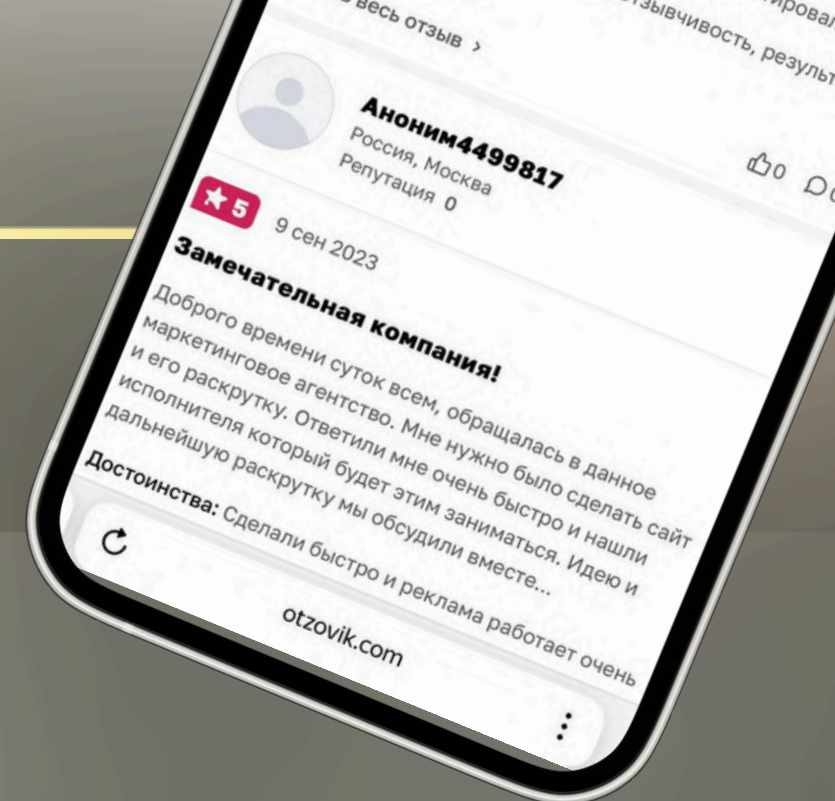 весь отзыв ›
отзывчивость, результ
0
Аноним4499817
Россия, Москва
Репутация 0
5
9 сен 2023
Замечательная компания!
Доброго времени суток всем, обращалась в данное
маркетинговое агентство. Мне нужно было сделать сайт
и его раскрутку. Ответили мне очень быстро и нашли
исполнителя который будет этим заниматься. Идею и
дальнейшую раскрутку мы обсудили вместе...
Достоинства: Сделали быстро и реклама работает очень
otzovik.com